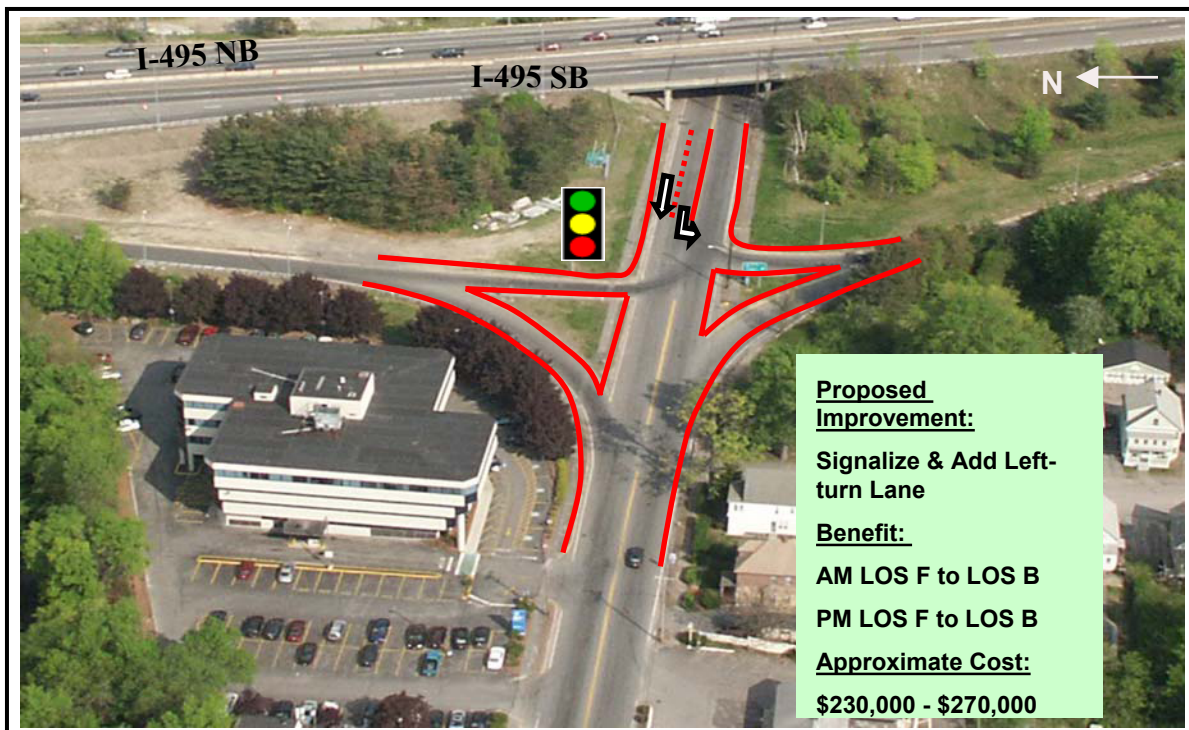 I-495 NB
I-495 SB
N
Proposed
Improvement:
Signalize & Add Left-
turn Lane
Benefit:
AM LOS F to LOS B
PM LOS F to LOS B
Approximate Cost:
$230,000 - $270,000